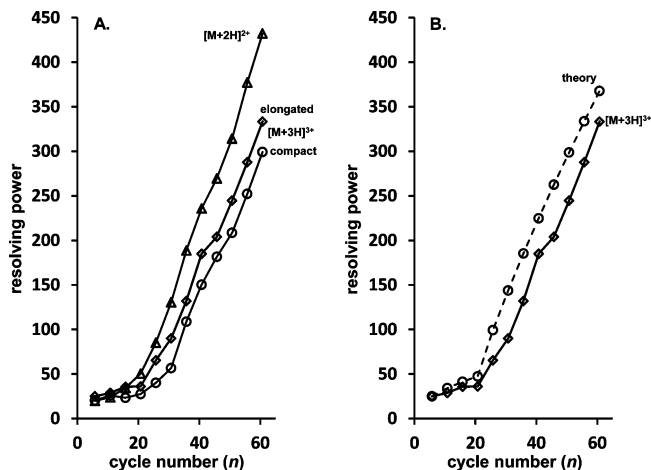 A.
450
400
350
300
250
200
150
100
50
0
resolving power
[M+2H]2+
elongated
[M+3H]3+
compact
0 20 40 60
cycle number (n)
B.
450
400
350
300
250
200
150
100
50
0
resolving power
theory
[M+3H]3+
0 20 40 60
cycle number (n)